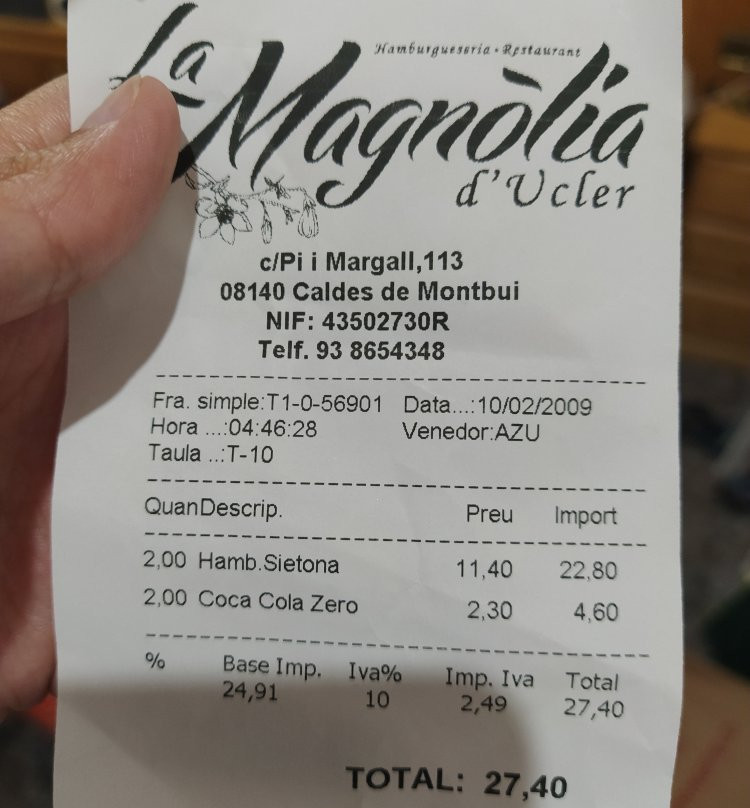 Hamburgueseria - Restaurant
La Magnòlia
d'Ucler
c/Pi i Margall,113
08140 Caldes de Montbui
NIF: 43502730R
Telf. 93 8654348
Fra. simple:T1-0-56901 Data...:10/02/2009
Hora ...:04:46:28 Venedor:AZU
Taula ..:T-10
QuanDescrip. Preu Import
2,00 Hamb.Sietona 11,40 22,80
2,00 Coca Cola Zero 2,30 4,60
% Base Imp. Iva% Imp. Iva Total
24,91 10 2,49 27,40
TOTAL: 27,40